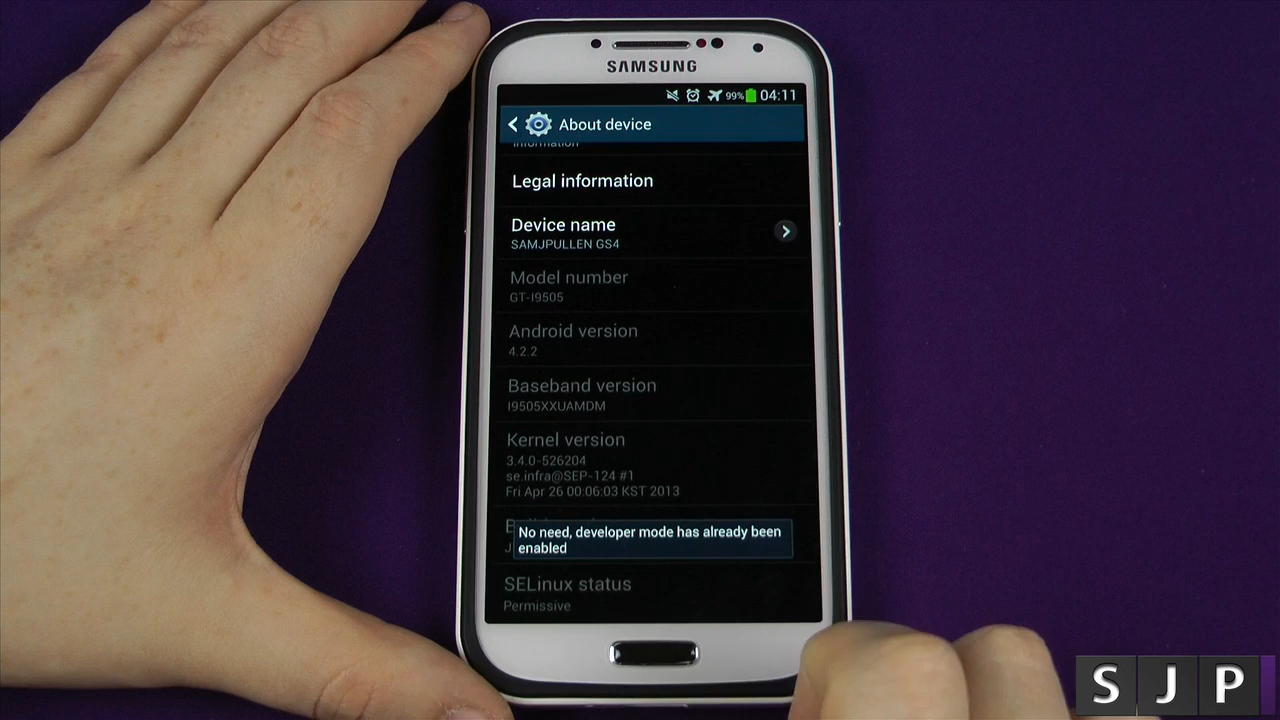 SAMSUNG
99% 04:11
About device
information
Legal information
Device name
SAMJPULLEN GS4
Model number
GT-I9505
Android version
4.2.2
Baseband version
I9505XXUAMDM
Kernel version
3.4.0-526204
se.infra@SEP-124 #1
Fri Apr 26 00:06:03 KST 2013
No need, developer mode has already been
enabled
SELinux status
Permissive
SJP